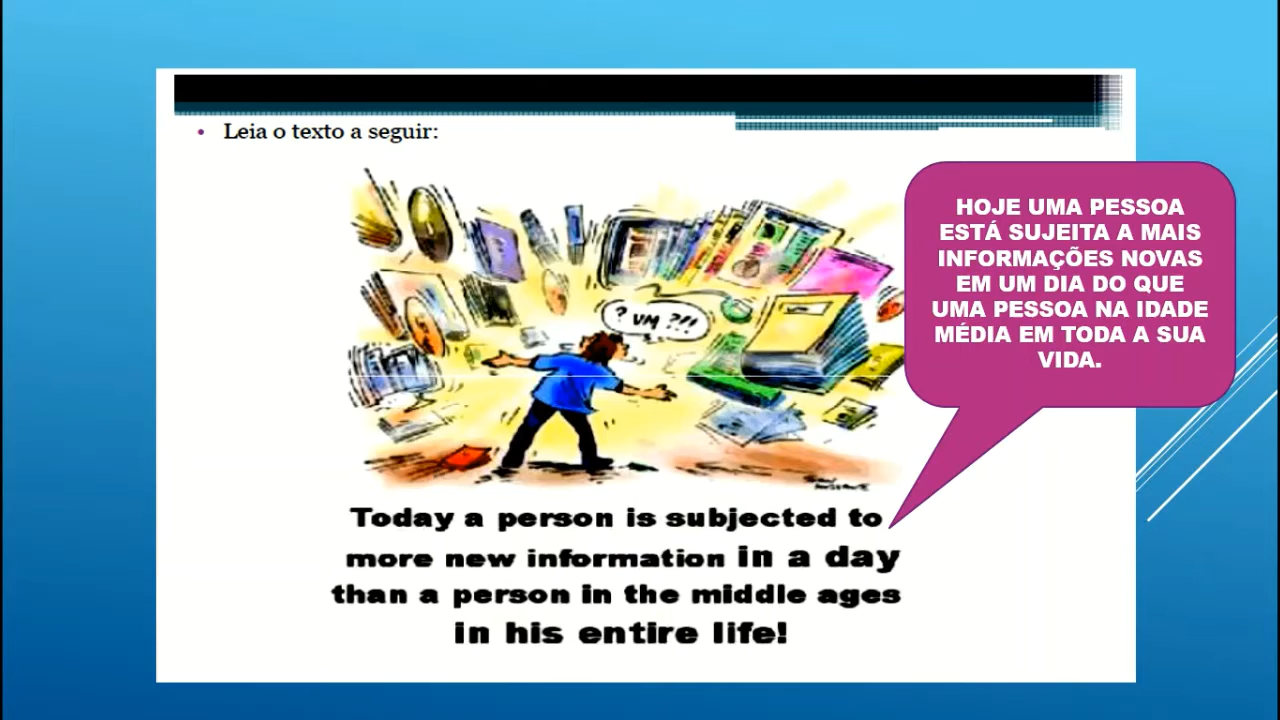 Leia o texto a seguir:
HOJE UMA PESSOA
ESTÁ SUJEITA A MAIS
INFORMAÇÕES NOVAS
EM UM DIA DO QUE
UMA PESSOA NA IDADE
MÉDIA EM TODA A SUA
VIDA.
? UM ?!!
Today a person is subjected to
more new information in a day
than a person in the middle ages
in his entire life!